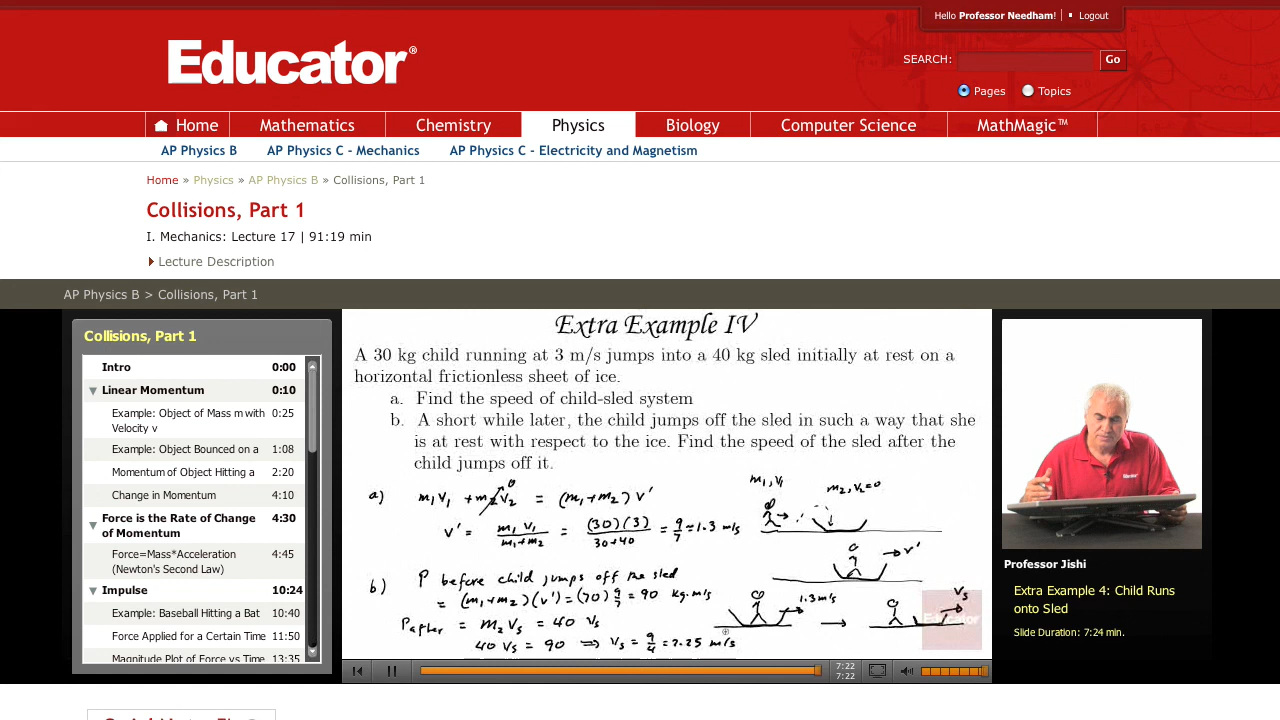 Hello Professor Needham! Logout
Educator®
SEARCH: Go
Pages Topics
Home Mathematics Chemistry Physics Biology Computer Science MathMagic™
AP Physics B AP Physics C - Mechanics AP Physics C - Electricity and Magnetism
Home » Physics » AP Physics B » Collisions, Part 1
Collisions, Part 1
I. Mechanics: Lecture 17 | 91:19 min
Lecture Description
AP Physics B > Collisions, Part 1
Collisions, Part 1
Intro 0:00
Linear Momentum 0:10
Example: Object of Mass m with 0:25
Velocity v
Example: Object Bounced on a 1:08
Momentum of Object Hitting a 2:20
Change in Momentum 4:10
Force is the Rate of Change 4:30
of Momentum
Force=Mass*Acceleration 4:45
(Newton's Second Law)
Impulse 10:24
Example: Baseball Hitting a Bat 10:40
Force Applied for a Certain Time 11:50
Magnitude Plot of Force vs Time 13:35
Extra Example IV
A 30 kg child running at 3 m/s jumps into a 40 kg sled initially at rest on a
horizontal frictionless sheet of ice.
a. Find the speed of child-sled system
b. A short while later, the child jumps off the sled in such a way that she
is at rest with respect to the ice. Find the speed of the sled after the
child jumps off it.
m₁, v₁
m₂, v₂=0
a) m₁v₁ + m₂v₂ 0 = (m₁+m₂) v'
v' = m₁v₁ / m₁+m₂ = (30)(3) / 30+40 = 9/7 = 1.3 m/s
→ v'
b) P before child jumps off the sled
= (m₁+m₂)(v') = (70) 9/7 = 90 kg.m/s
1.3 m/s
vs
P after = m₂ vs = 40 vs
40 vs = 90 ⇒ vs = 9/4 = 2.25 m/s
Educator
7:22
7:22
Professor Jishi
Extra Example 4: Child Runs
onto Sled
Slide Duration: 7:24 min.